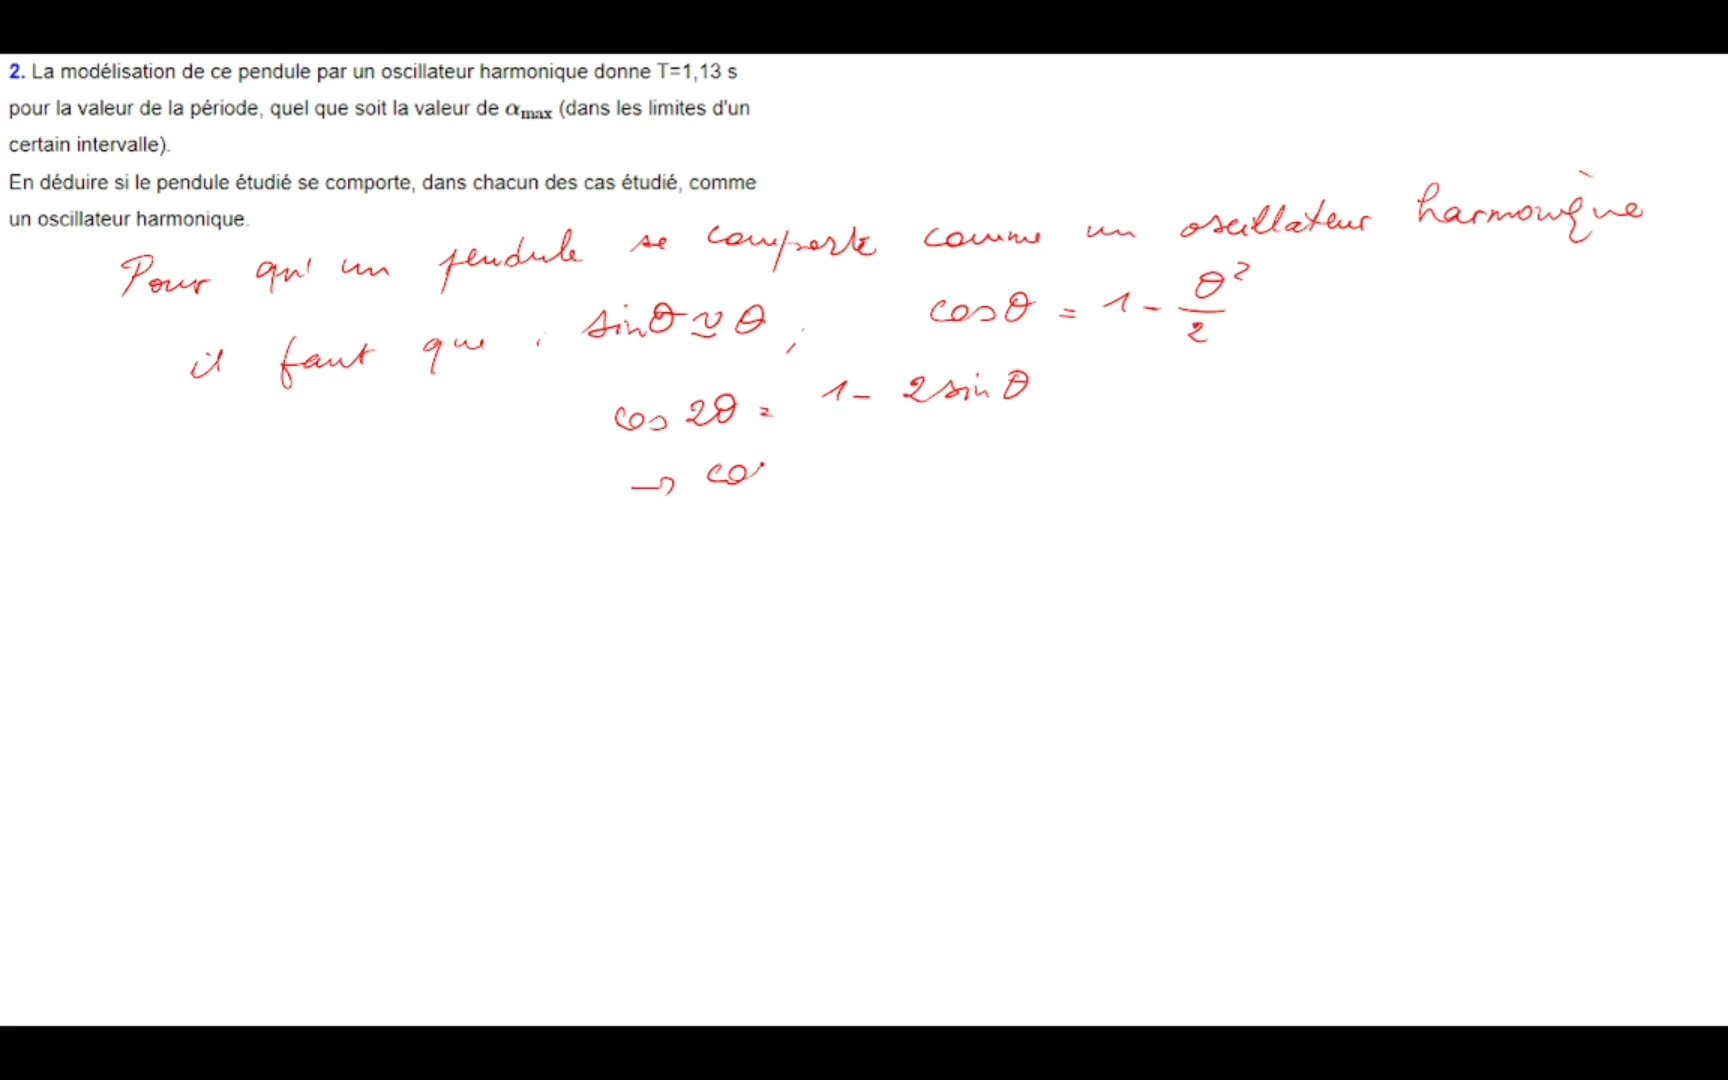 2. La modélisation de ce pendule par un oscillateur harmonique donne T=1,13 s
pour la valeur de la période, quel que soit la valeur de αmax (dans les limites d'un
certain intervalle).
En déduire si le pendule étudié se comporte, dans chacun des cas étudié, comme
un oscillateur harmonique.
Pour qu' un pendule se comporte comme un oscillateur harmonique
il faut que : sinθ ≃ θ ; cosθ = 1 - θ²/2
cos 2θ = 1 - 2 sin θ
→ co